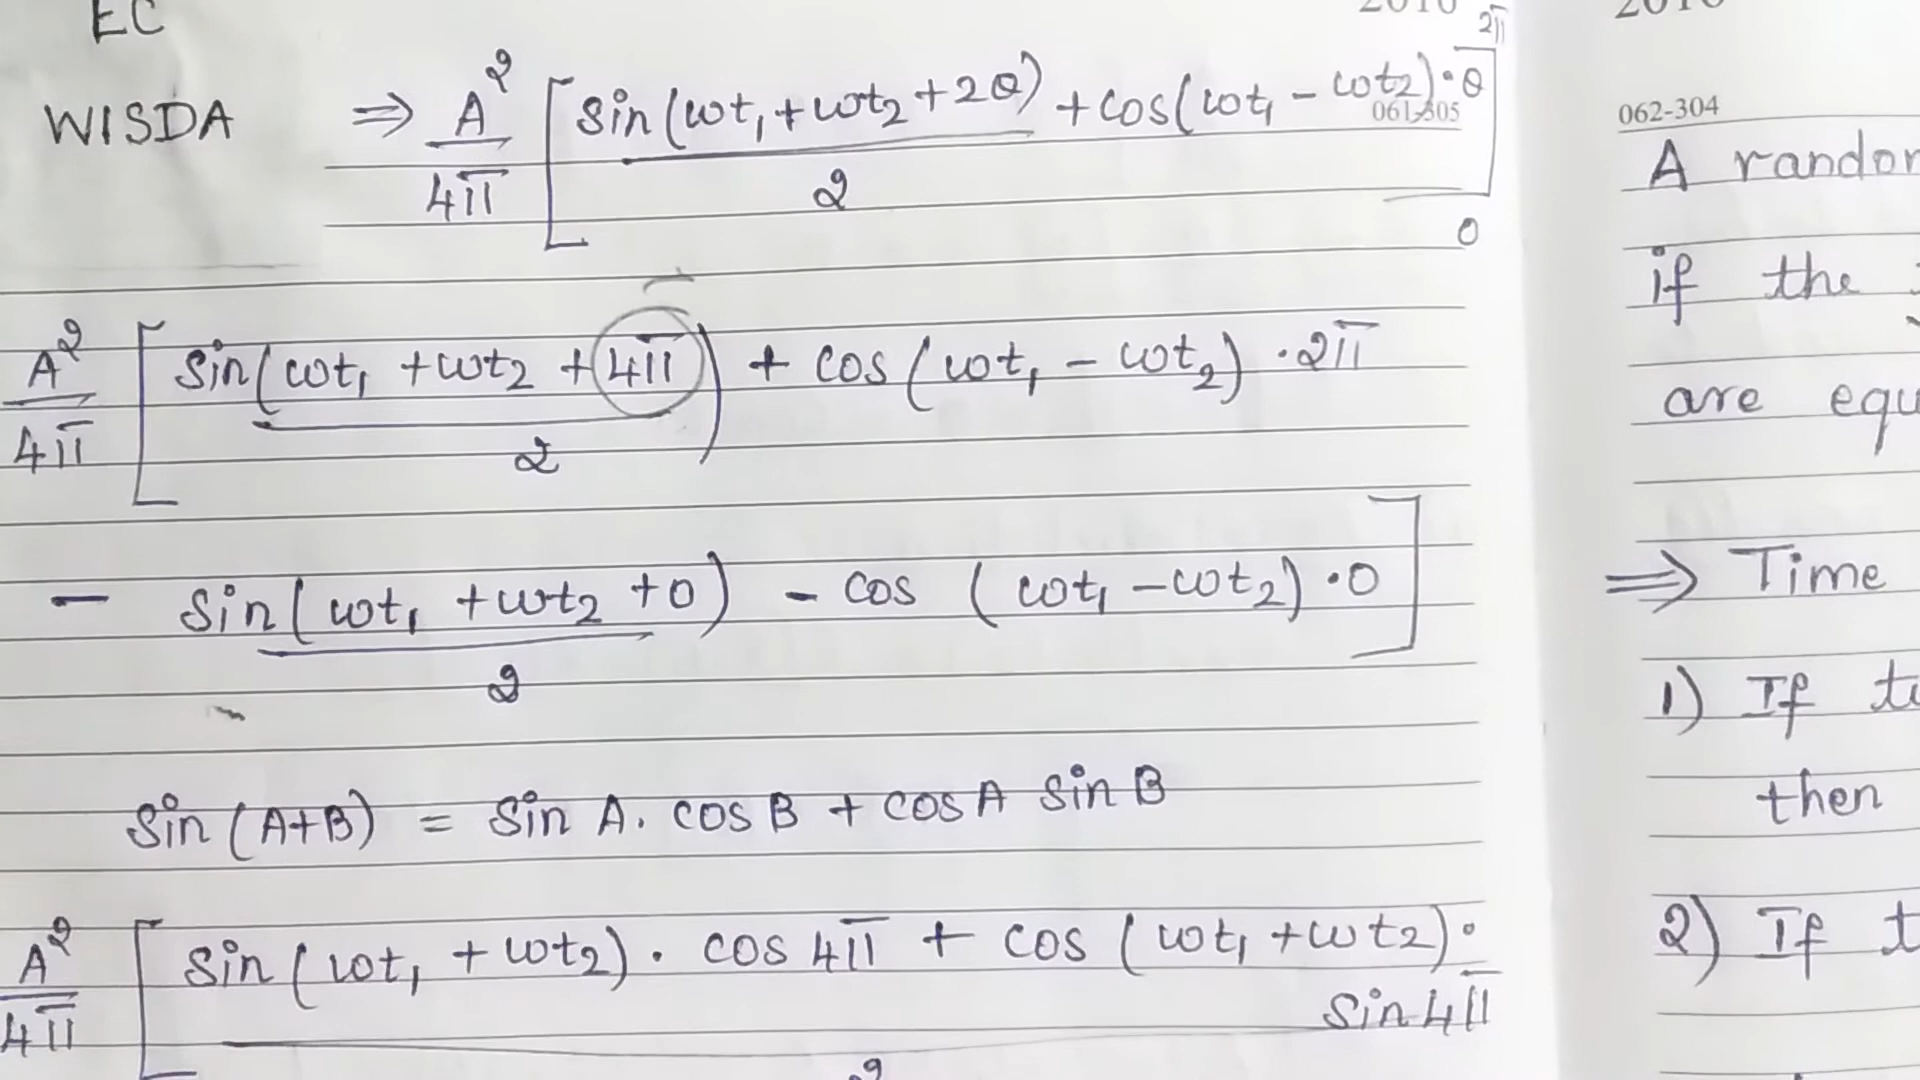 EC
WISDA
⇒ A²/4π [ sin(ωt₁+ωt₂+2θ)/2 + cos(ωt₁ - ωt₂)·θ ]₀^2π
061-305
A²/4π [ sin(ωt₁ +ωt₂ +4π)/2 + cos(ωt₁ - ωt₂)·2π
- sin(ωt₁ +ωt₂ +0)/2 - cos (ωt₁ -ωt₂)·0 ]
sin (A+B) = sin A. cos B + cos A sin B
A²/4π [ sin(ωt₁ +ωt₂). cos 4π + cos (ωt₁ +ωt₂)·
sin 4π
2
062-304
A
if the
are
⇒ Time
1) If
then
2) If